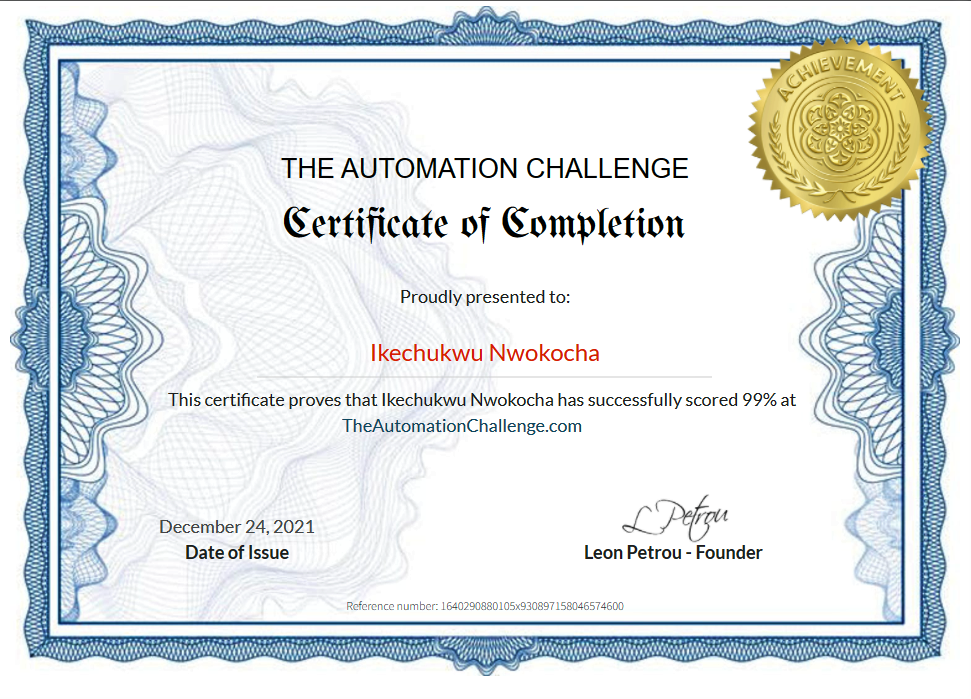 ACHIEVEMENT
THE AUTOMATION CHALLENGE
Certificate of Completion
Proudly presented to:
Ikechukwu Nwokocha
This certificate proves that Ikechukwu Nwokocha has successfully scored 99% at
TheAutomationChallenge.com
L Petrou
December 24, 2021
Date of Issue
Leon Petrou - Founder
Reference number: 1640290880105x930897158046574600